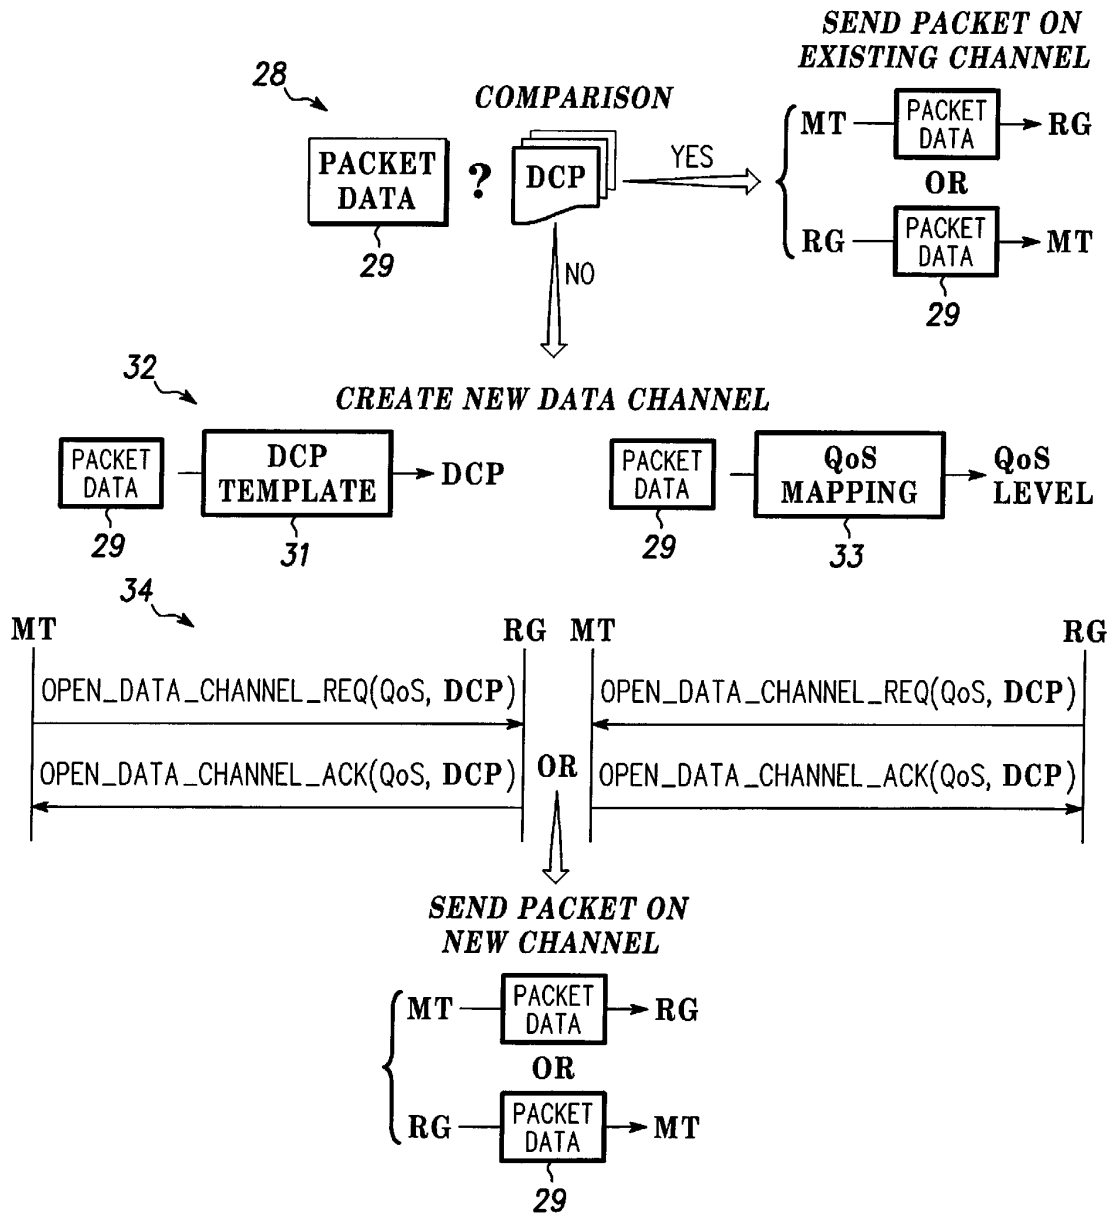 SEND PACKET ON
EXISTING CHANNEL
28
COMPARISON
MT
PACKET
DATA
RG
PACKET
DATA
?
DCP
YES
OR
RG
PACKET
DATA
MT
29
NO
29
32
CREATE NEW DATA CHANNEL
PACKET
DATA
DCP
TEMPLATE
DCP
PACKET
DATA
QoS
MAPPING
QoS
LEVEL
29
31
29
33
34
MT
RG
MT
RG
OPEN_DATA_CHANNEL_REQ(QoS, DCP)
OPEN_DATA_CHANNEL_REQ(QoS, DCP)
OPEN_DATA_CHANNEL_ACK(QoS, DCP)
OR
OPEN_DATA_CHANNEL_ACK(QoS, DCP)
SEND PACKET ON
NEW CHANNEL
MT
PACKET
DATA
RG
OR
RG
PACKET
DATA
MT
29